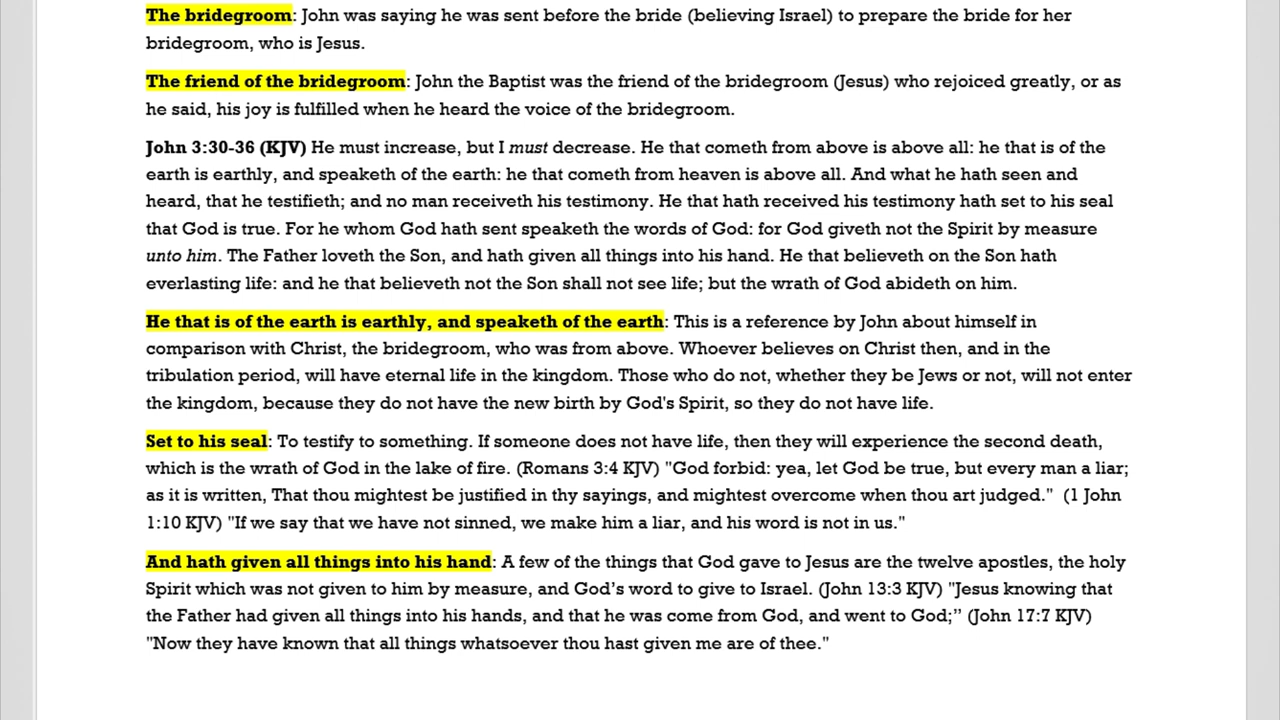 The bridegroom: John was saying he was sent before the bride (believing Israel) to prepare the bride for her
bridegroom, who is Jesus.
The friend of the bridegroom: John the Baptist was the friend of the bridegroom (Jesus) who rejoiced greatly, or as
he said, his joy is fulfilled when he heard the voice of the bridegroom.
John 3:30-36 (KJV) He must increase, but I must decrease. He that cometh from above is above all: he that is of the
earth is earthly, and speaketh of the earth: he that cometh from heaven is above all. And what he hath seen and
heard, that he testifieth; and no man receiveth his testimony. He that hath received his testimony hath set to his seal
that God is true. For he whom God hath sent speaketh the words of God: for God giveth not the Spirit by measure
unto him. The Father loveth the Son, and hath given all things into his hand. He that believeth on the Son hath
everlasting life: and he that believeth not the Son shall not see life; but the wrath of God abideth on him.
He that is of the earth is earthly, and speaketh of the earth: This is a reference by John about himself in
comparison with Christ, the bridegroom, who was from above. Whoever believes on Christ then, and in the
tribulation period, will have eternal life in the kingdom. Those who do not, whether they be Jews or not, will not enter
the kingdom, because they do not have the new birth by God's Spirit, so they do not have life.
Set to his seal: To testify to something. If someone does not have life, then they will experience the second death,
which is the wrath of God in the lake of fire. (Romans 3:4 KJV) "God forbid: yea, let God be true, but every man a liar;
as it is written, That thou mightest be justified in thy sayings, and mightest overcome when thou art judged."  (1 John
1:10 KJV) "If we say that we have not sinned, we make him a liar, and his word is not in us."
And hath given all things into his hand: A few of the things that God gave to Jesus are the twelve apostles, the holy
Spirit which was not given to him by measure, and God’s word to give to Israel. (John 13:3 KJV) "Jesus knowing that
the Father had given all things into his hands, and that he was come from God, and went to God;” (John 17:7 KJV)
"Now they have known that all things whatsoever thou hast given me are of thee."